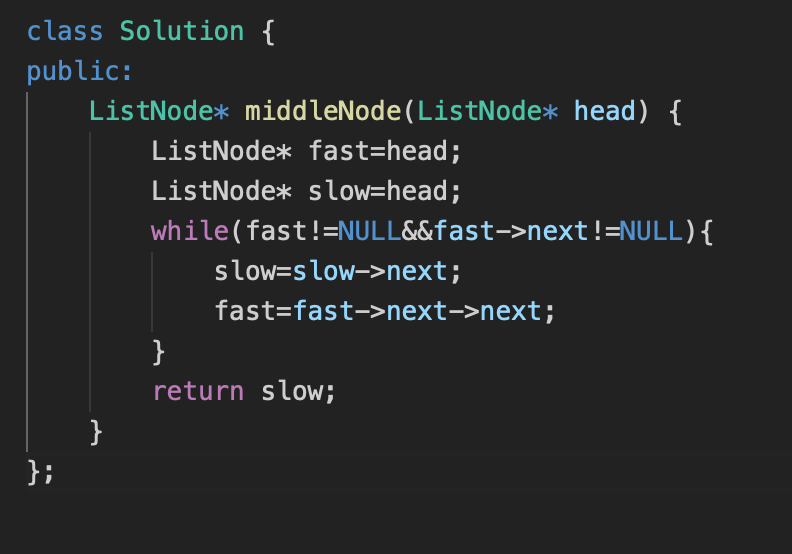 class Solution {
public:
    ListNode* middleNode(ListNode* head) {
        ListNode* fast=head;
        ListNode* slow=head;
        while(fast!=NULL&&fast->next!=NULL){
            slow=slow->next;
            fast=fast->next->next;
        }
        return slow;
    }
};